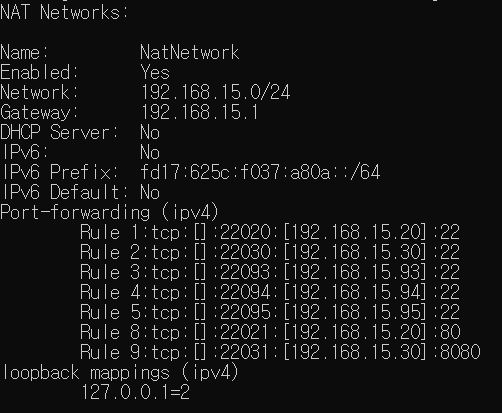 NAT Networks:
Name: NatNetwork
Enabled: Yes
Network: 192.168.15.0/24
Gateway: 192.168.15.1
DHCP Server: No
IPv6: No
IPv6 Prefix: fd17:625c:f037:a80a::/64
IPv6 Default: No
Port-forwarding (ipv4)
Rule 1:tcp:[]:22020:[192.168.15.20]:22
Rule 2:tcp:[]:22030:[192.168.15.30]:22
Rule 3:tcp:[]:22093:[192.168.15.93]:22
Rule 4:tcp:[]:22094:[192.168.15.94]:22
Rule 5:tcp:[]:22095:[192.168.15.95]:22
Rule 8:tcp:[]:22021:[192.168.15.20]:80
Rule 9:tcp:[]:22031:[192.168.15.30]:8080
loopback mappings (ipv4)
127.0.0.1=2